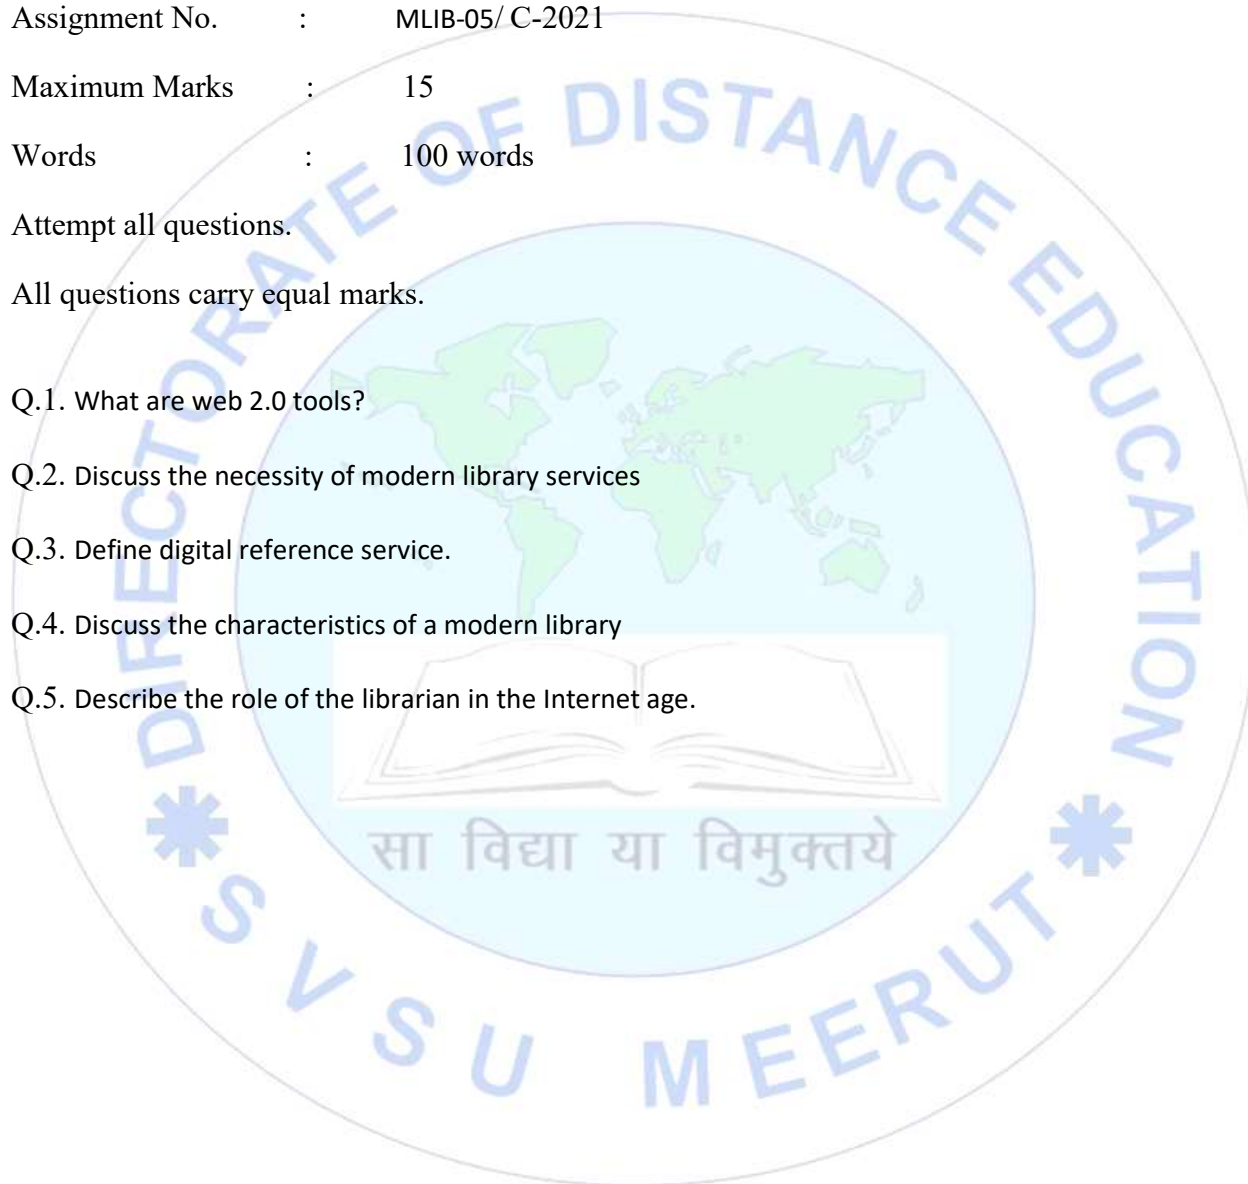 Assignment No. : MLIB-05/ C-2021
Maximum Marks : 15
Words : 100 words
Attempt all questions.
All questions carry equal marks.
Q.1. What are web 2.0 tools?
Q.2. Discuss the necessity of modern library services
Q.3. Define digital reference service.
Q.4. Discuss the characteristics of a modern library
Q.5. Describe the role of the librarian in the Internet age.
DIRECTORATE OF DISTANCE EDUCATION
सा विद्या या विमुक्तये
SVSU MEERUT